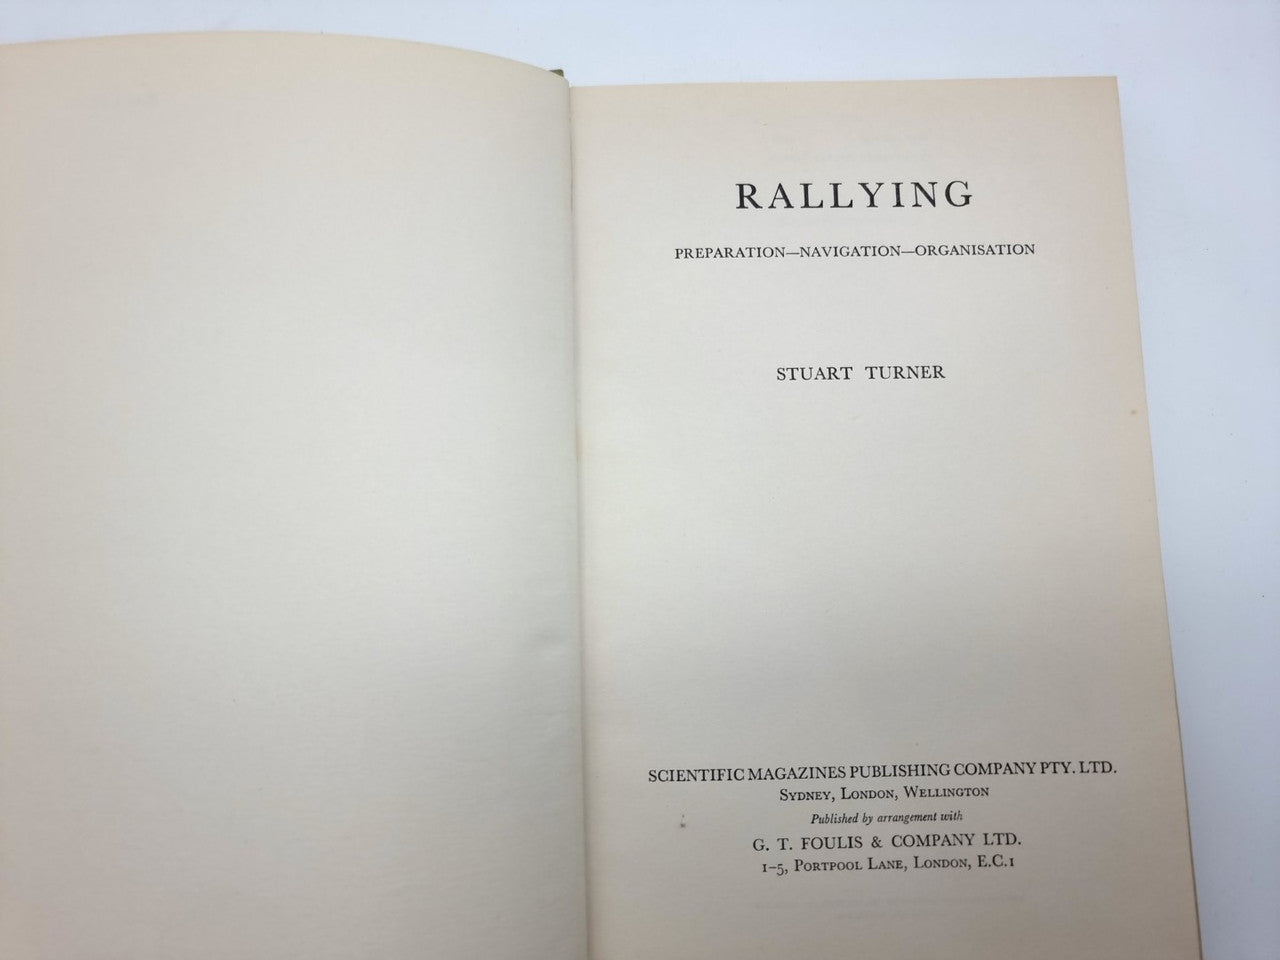 RALLYING
PREPARATION—NAVIGATION—ORGANISATION
STUART TURNER
SCIENTIFIC MAGAZINES PUBLISHING COMPANY PTY. LTD.
SYDNEY, LONDON, WELLINGTON
Published by arrangement with
G. T. FOULIS & COMPANY LTD.
1–5, PORTPOOL LANE, LONDON, E.C.1